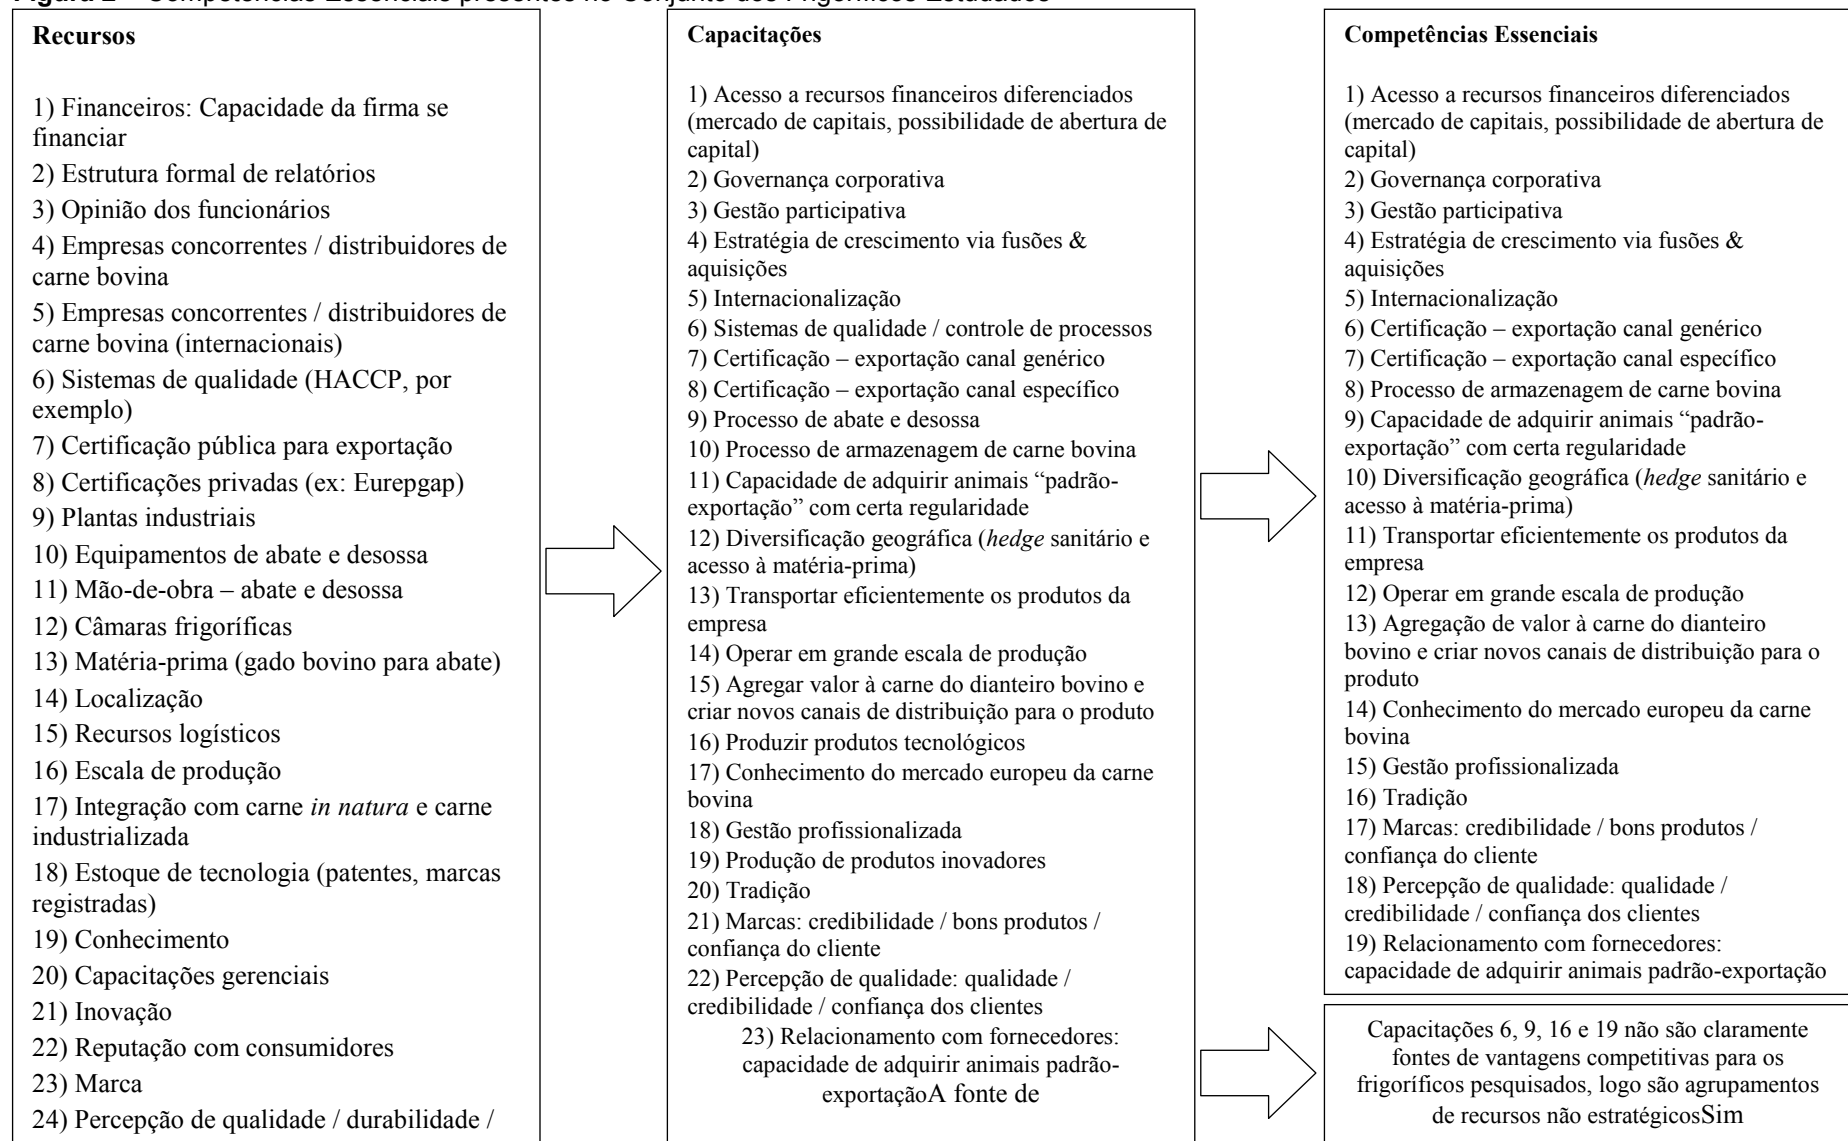 Figura 2 – Competências Essenciais presentes no Conjunto dos Frigoríficos Estudados
Recursos
1) Financeiros: Capacidade da firma se
financiar
2) Estrutura formal de relatórios
3) Opinião dos funcionários
4) Empresas concorrentes / distribuidores de
carne bovina
5) Empresas concorrentes / distribuidores de
carne bovina (internacionais)
6) Sistemas de qualidade (HACCP, por
exemplo)
7) Certificação pública para exportação
8) Certificações privadas (ex: Eurepgap)
9) Plantas industriais
10) Equipamentos de abate e desossa
11) Mão-de-obra – abate e desossa
12) Câmaras frigoríficas
13) Matéria-prima (gado bovino para abate)
14) Localização
15) Recursos logísticos
16) Escala de produção
17) Integração com carne in natura e carne
industrializada
18) Estoque de tecnologia (patentes, marcas
registradas)
19) Conhecimento
20) Capacitações gerenciais
21) Inovação
22) Reputação com consumidores
23) Marca
24) Percepção de qualidade / durabilidade /
Capacitações
1) Acesso a recursos financeiros diferenciados
(mercado de capitais, possibilidade de abertura de
capital)
2) Governança corporativa
3) Gestão participativa
4) Estratégia de crescimento via fusões &
aquisições
5) Internacionalização
6) Sistemas de qualidade / controle de processos
7) Certificação – exportação canal genérico
8) Certificação – exportação canal específico
9) Processo de abate e desossa
10) Processo de armazenagem de carne bovina
11) Capacidade de adquirir animais “padrão-
exportação” com certa regularidade
12) Diversificação geográfica (hedge sanitário e
acesso à matéria-prima)
13) Transportar eficientemente os produtos da
empresa
14) Operar em grande escala de produção
15) Agregar valor à carne do dianteiro bovino e
criar novos canais de distribuição para o produto
16) Produzir produtos tecnológicos
17) Conhecimento do mercado europeu da carne
bovina
18) Gestão profissionalizada
19) Produção de produtos inovadores
20) Tradição
21) Marcas: credibilidade / bons produtos /
confiança do cliente
22) Percepção de qualidade: qualidade /
credibilidade / confiança dos clientes
23) Relacionamento com fornecedores:
capacidade de adquirir animais padrão-
exportaçãoA fonte de
Competências Essenciais
1) Acesso a recursos financeiros diferenciados
(mercado de capitais, possibilidade de abertura de
capital)
2) Governança corporativa
3) Gestão participativa
4) Estratégia de crescimento via fusões &
aquisições
5) Internacionalização
6) Certificação – exportação canal genérico
7) Certificação – exportação canal específico
8) Processo de armazenagem de carne bovina
9) Capacidade de adquirir animais “padrão-
exportação” com certa regularidade
10) Diversificação geográfica (hedge sanitário e
acesso à matéria-prima)
11) Transportar eficientemente os produtos da
empresa
12) Operar em grande escala de produção
13) Agregação de valor à carne do dianteiro
bovino e criar novos canais de distribuição para o
produto
14) Conhecimento do mercado europeu da carne
bovina
15) Gestão profissionalizada
16) Tradição
17) Marcas: credibilidade / bons produtos /
confiança do cliente
18) Percepção de qualidade: qualidade /
credibilidade / confiança dos clientes
19) Relacionamento com fornecedores:
capacidade de adquirir animais padrão-exportação
Capacitações 6, 9, 16 e 19 não são claramente
fontes de vantagens competitivas para os
frigoríficos pesquisados, logo são agrupamentos
de recursos não estratégicosSim